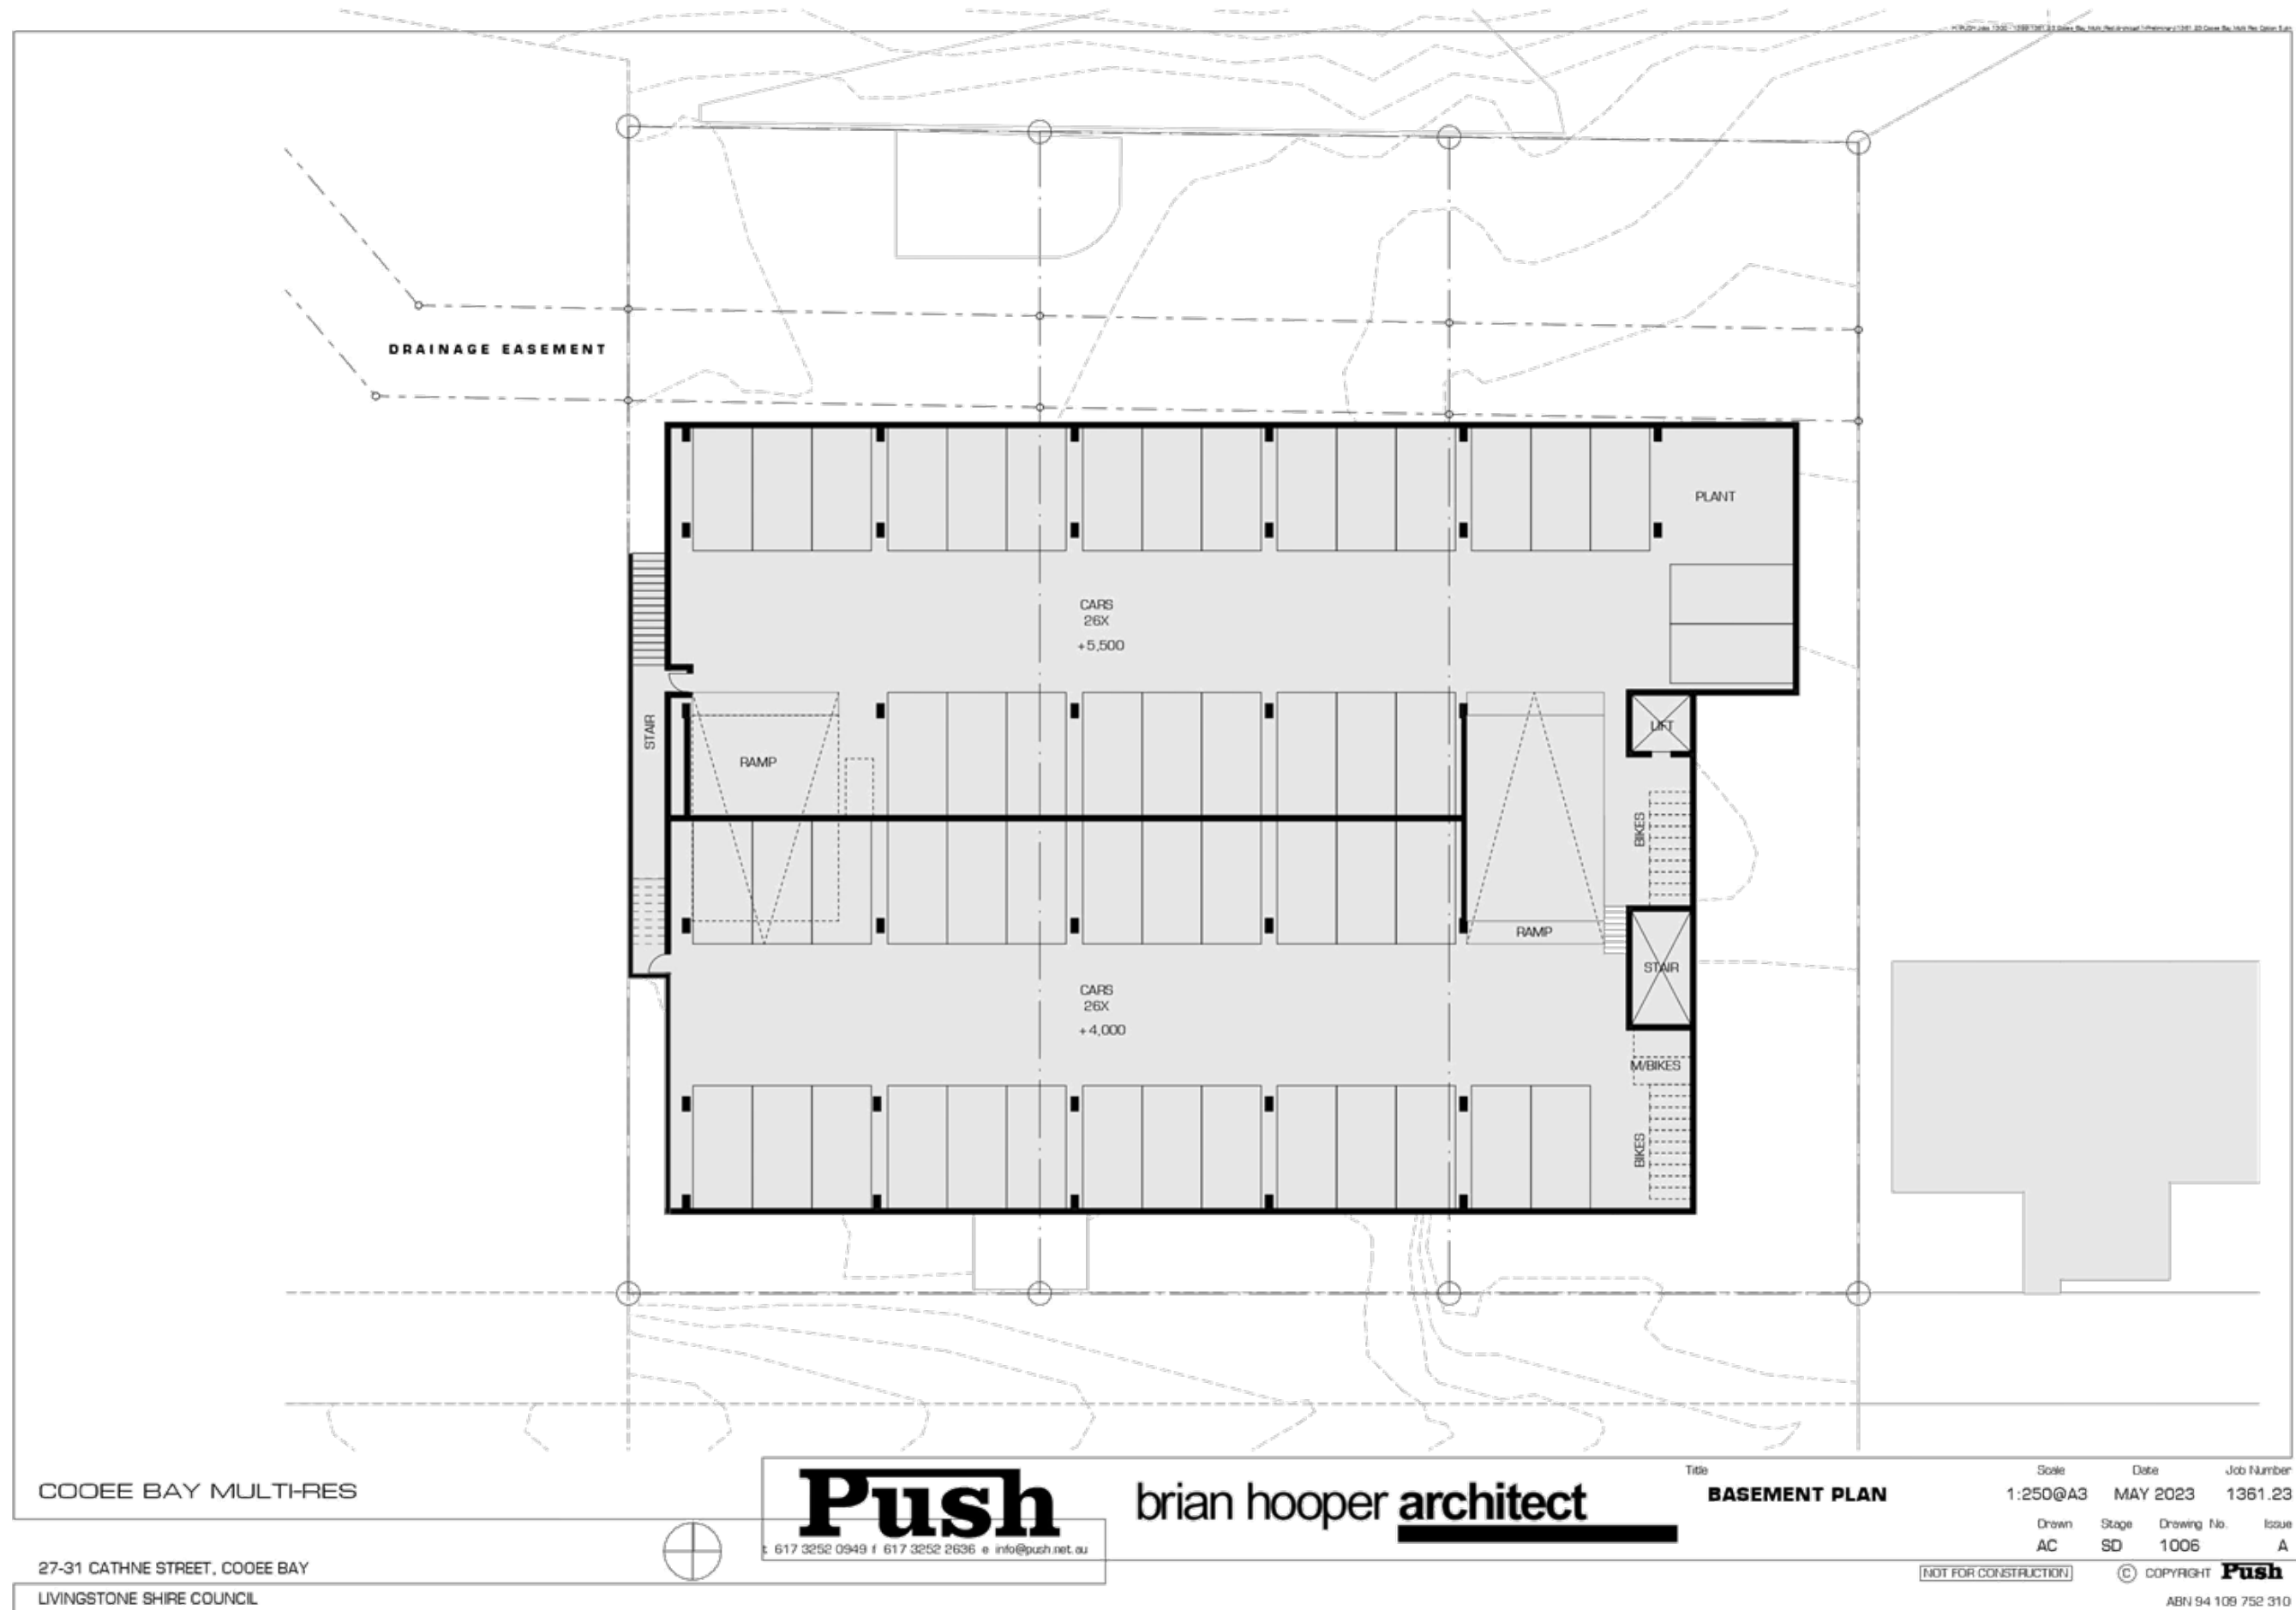 DRAINAGE EASEMENT
PLANT
CARS
26X
+5,500
STAIR
RAMP
LIFT
BIKES
RAMP
STAIR
CARS
26X
+4,000
M/BIKES
BIKES
COOEE BAY MULTI-RES
27-31 CATHNE STREET, COOEE BAY
LIVINGSTONE SHIRE COUNCIL
Push
t 617 3252 0949 f 617 3252 2636 e info@push.net.au
brian hooper architect
Title
BASEMENT PLAN
Scale Date Job Number
1:250@A3 MAY 2023 1361.23
Drawn Stage Drawing No. Issue
AC SD 1006 A
NOT FOR CONSTRUCTION
© COPYRIGHT Push
ABN 94 109 752 310